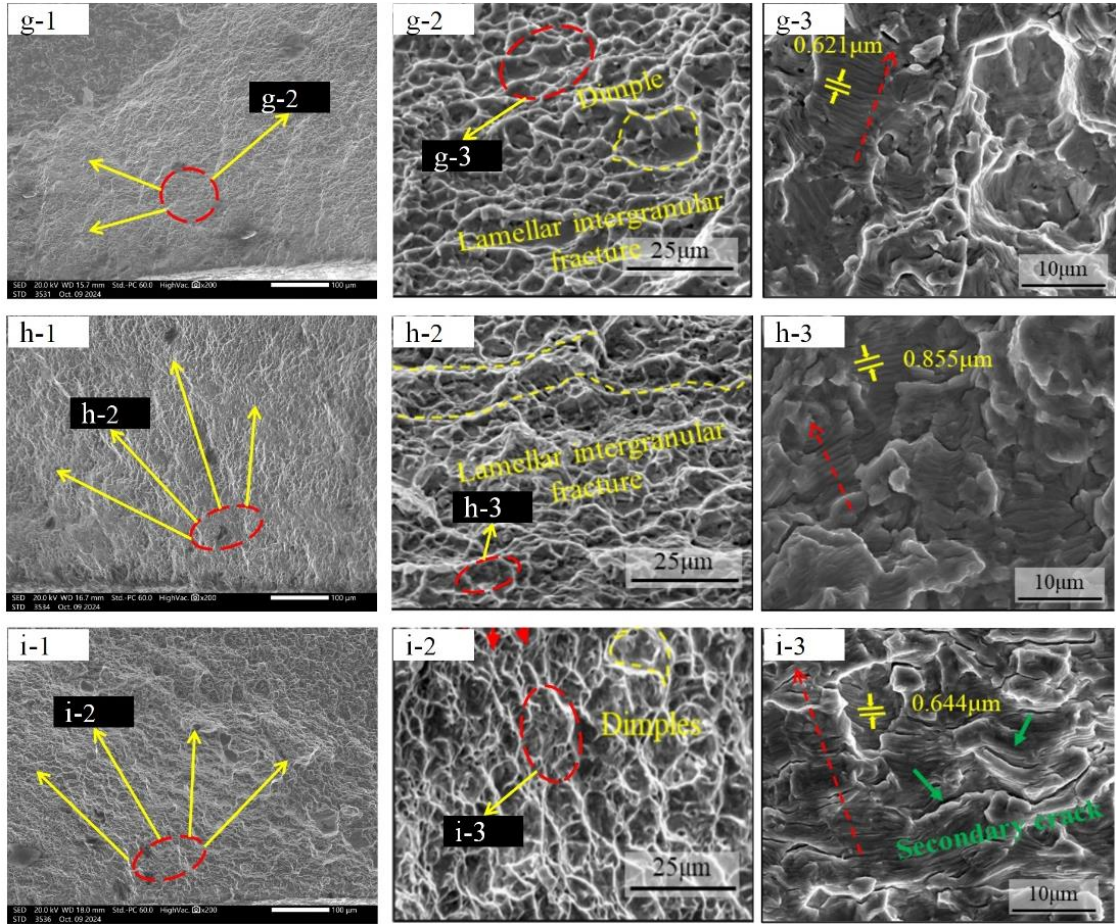 g-1
g-2
SED 20.0 kV WD 15.7 mm Std.-PC 60.0 HighVac. x200 100 µm
STD 3531 Oct. 09 2024
g-2
Dimple
g-3
Lamellar intergranular
fracture
25μm
g-3
0.621μm
10μm
h-1
h-2
SED 20.0 kV WD 16.7 mm Std.-PC 60.0 HighVac. x200 100 µm
STD 3534 Oct. 09 2024
h-2
Lamellar intergranular
fracture
h-3
25μm
h-3
0.855μm
10μm
i-1
i-2
SED 20.0 kV WD 18.0 mm Std.-PC 60.0 HighVac. x200 100 µm
STD 3536 Oct. 09 2024
i-2
Dimples
i-3
25μm
i-3
0.644μm
Secondary crack
10μm